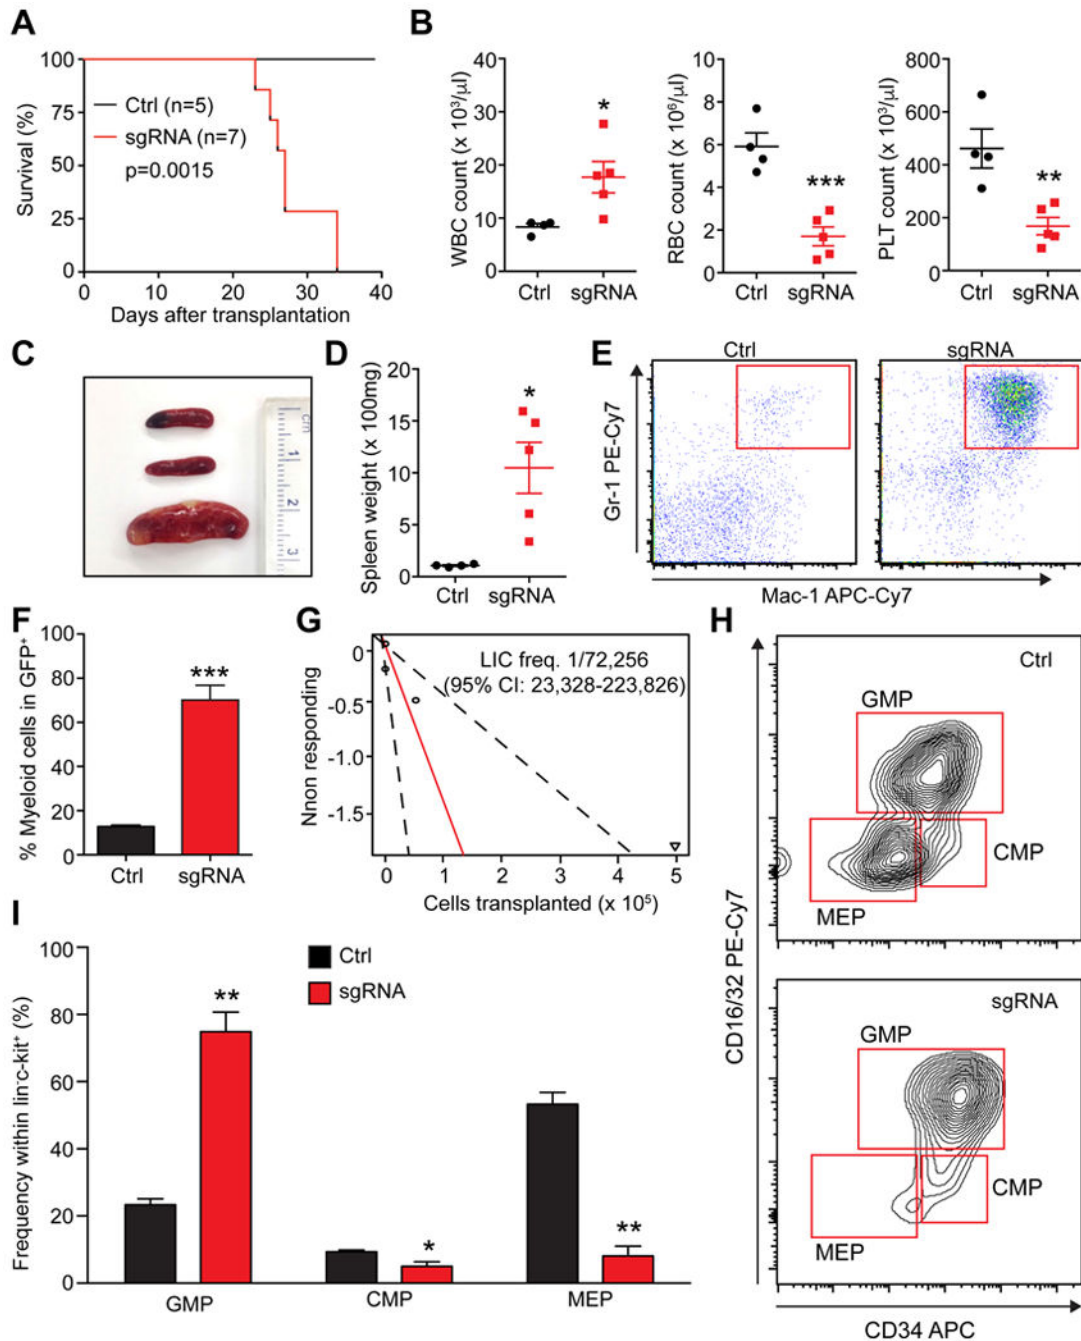 A
Survival (%)
100
75
50
25
0
Ctrl (n=5)
sgRNA (n=7)
p=0.0015
0 10 20 30 40
Days after transplantation
B
WBC count (x 10³/µl)
40
30
20
10
0
*
Ctrl sgRNA
RBC count (x 10⁶/µl)
10
8
6
4
2
0
***
Ctrl sgRNA
PLT count (x 10³/µl)
800
600
400
200
0
**
Ctrl sgRNA
C
cm
1
2
3
D
Spleen weight (x 100mg)
20
15
10
5
0
*
Ctrl sgRNA
E
Ctrl
sgRNA
Gr-1 PE-Cy7
Mac-1 APC-Cy7
F
% Myeloid cells in GFP⁺
100
80
60
40
20
0
***
Ctrl sgRNA
G
Nnon responding
0
-0.5
-1.0
-1.5
LIC freq. 1/72,256
(95% CI: 23,328-223,826)
0 1 2 3 4 5
Cells transplanted (x 10⁵)
H
Ctrl
GMP
CMP
MEP
sgRNA
GMP
CMP
MEP
CD16/32 PE-Cy7
CD34 APC
I
Frequency within lin⁻c-kit⁺ (%)
100
80
60
40
20
0
Ctrl
sgRNA
**
*
**
GMP CMP MEP